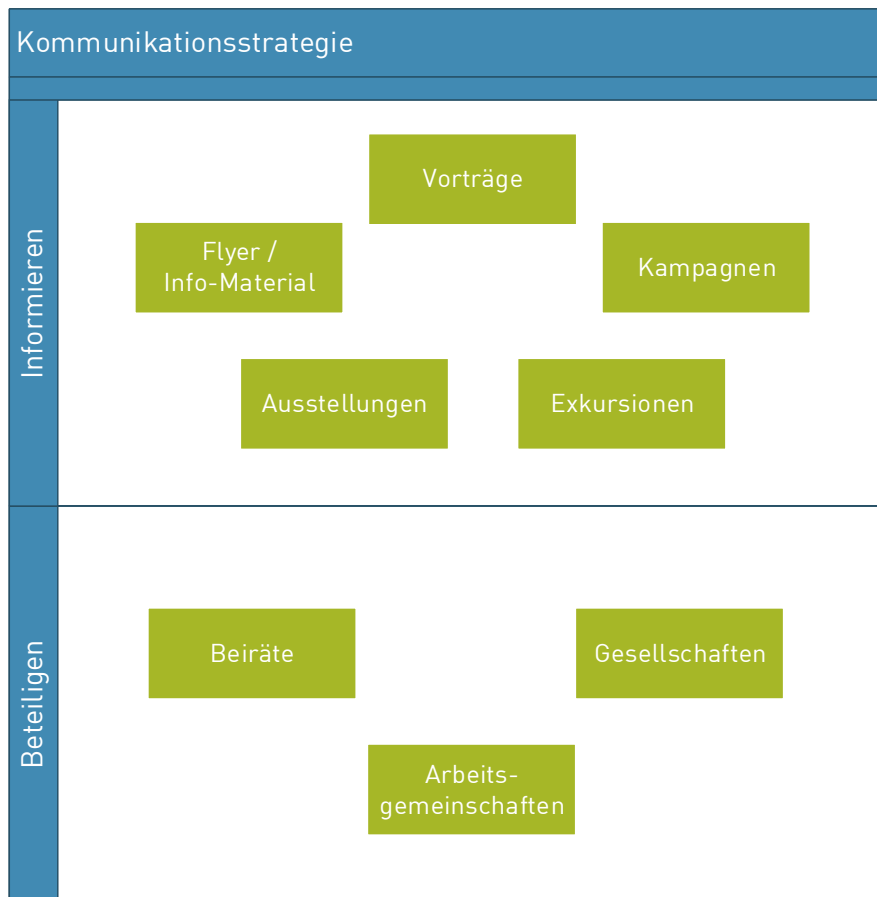 Kommunikationsstrategie
Informieren
Vorträge
Flyer /
Info-Material
Kampagnen
Ausstellungen
Exkursionen
Beteiligen
Beiräte
Gesellschaften
Arbeits-
gemeinschaften